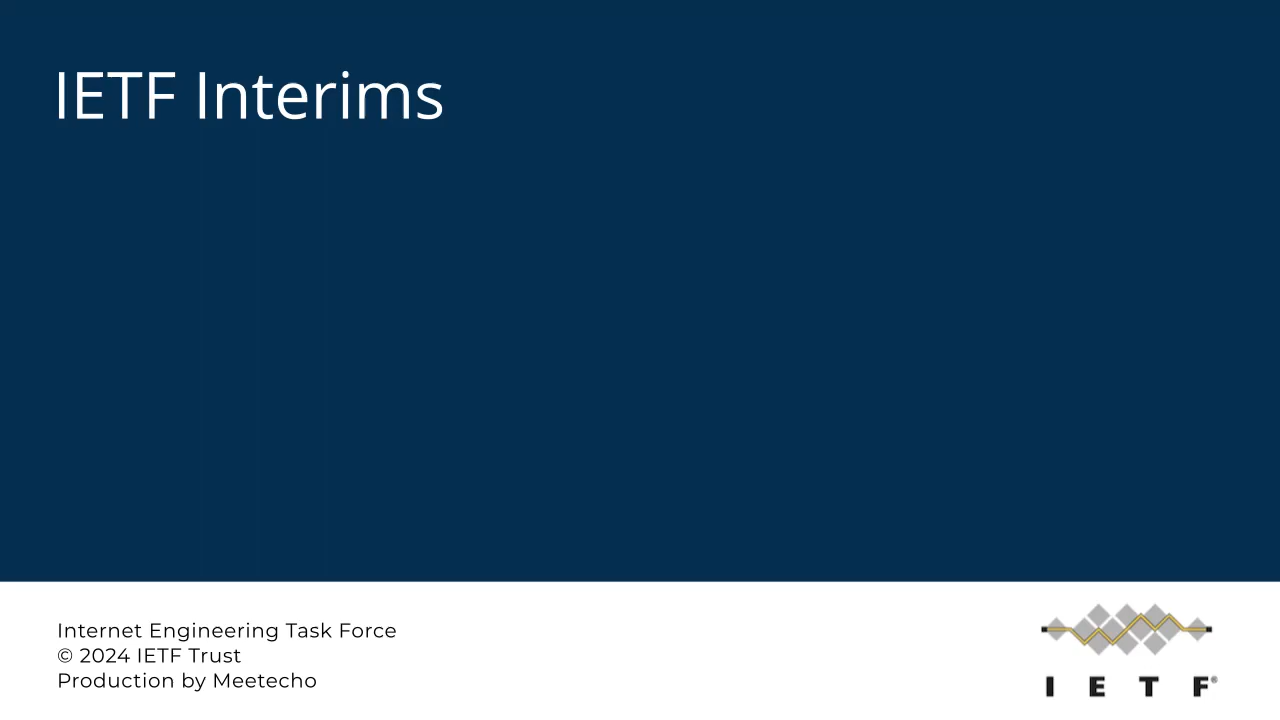 IETF Interims
Internet Engineering Task Force
© 2024 IETF Trust
Production by Meetecho
I E T F®